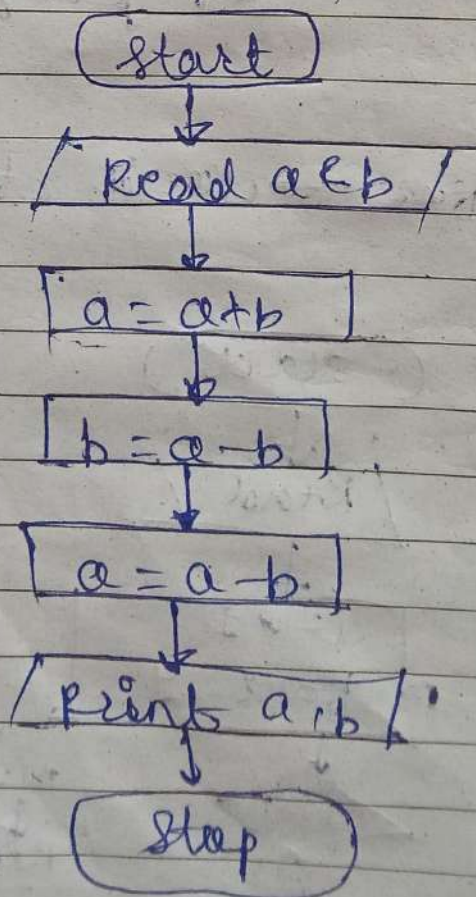 Start
Read a & b
a = a+b
b = a-b
a = a-b
Print a,b
Stop